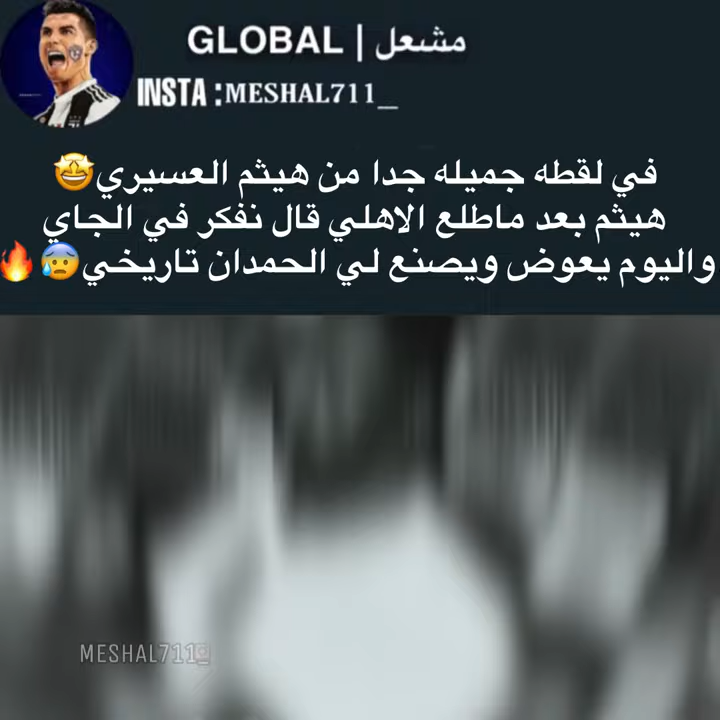 GLOBAL | مشعل
INSTA :MESHAL711_
في لقطه جميله جدا من هيثم العسيري🤩
هيثم بعد ماطلع الاهلي قال نفكر في الجاي
واليوم يعوض ويصنع لي الحمدان تاريخي😰🔥
MESHAL711_